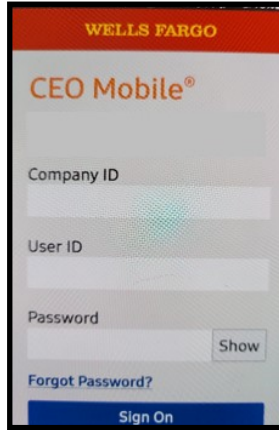 WELLS FARGO
CEO Mobile®
Company ID
User ID
Password
Show
Forgot Password?
Sign On